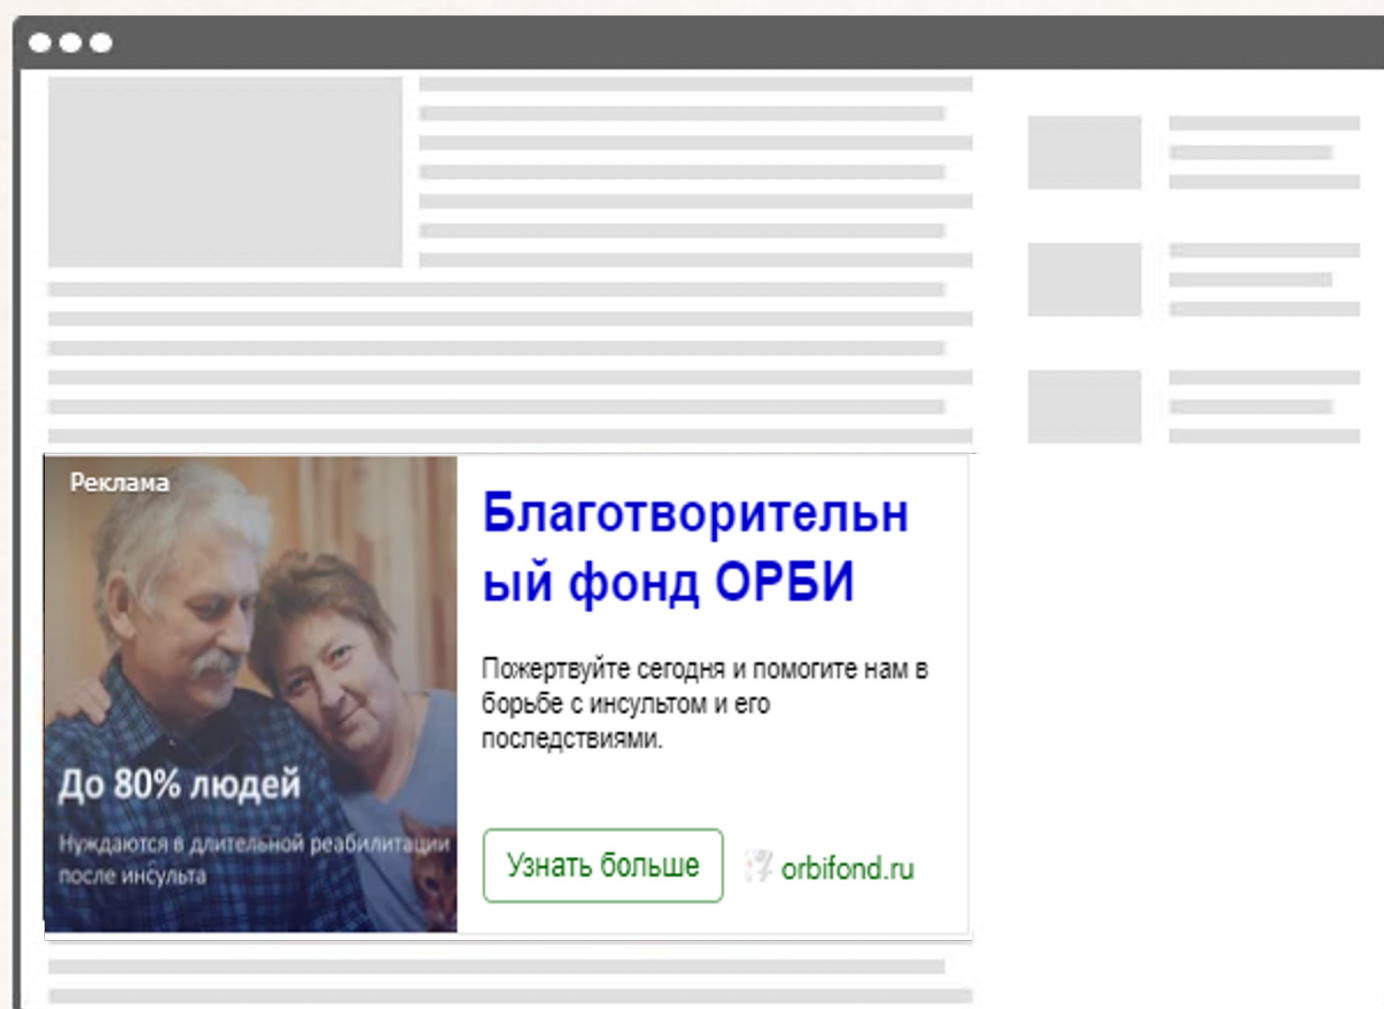 Реклама
До 80% людей
Нуждаются в длительной реабилитации
после инсульта
Благотворительн
ый фонд ОРБИ
Пожертвуйте сегодня и помогите нам в
борьбе с инсультом и его
последствиями.
Узнать больше
orbifond.ru